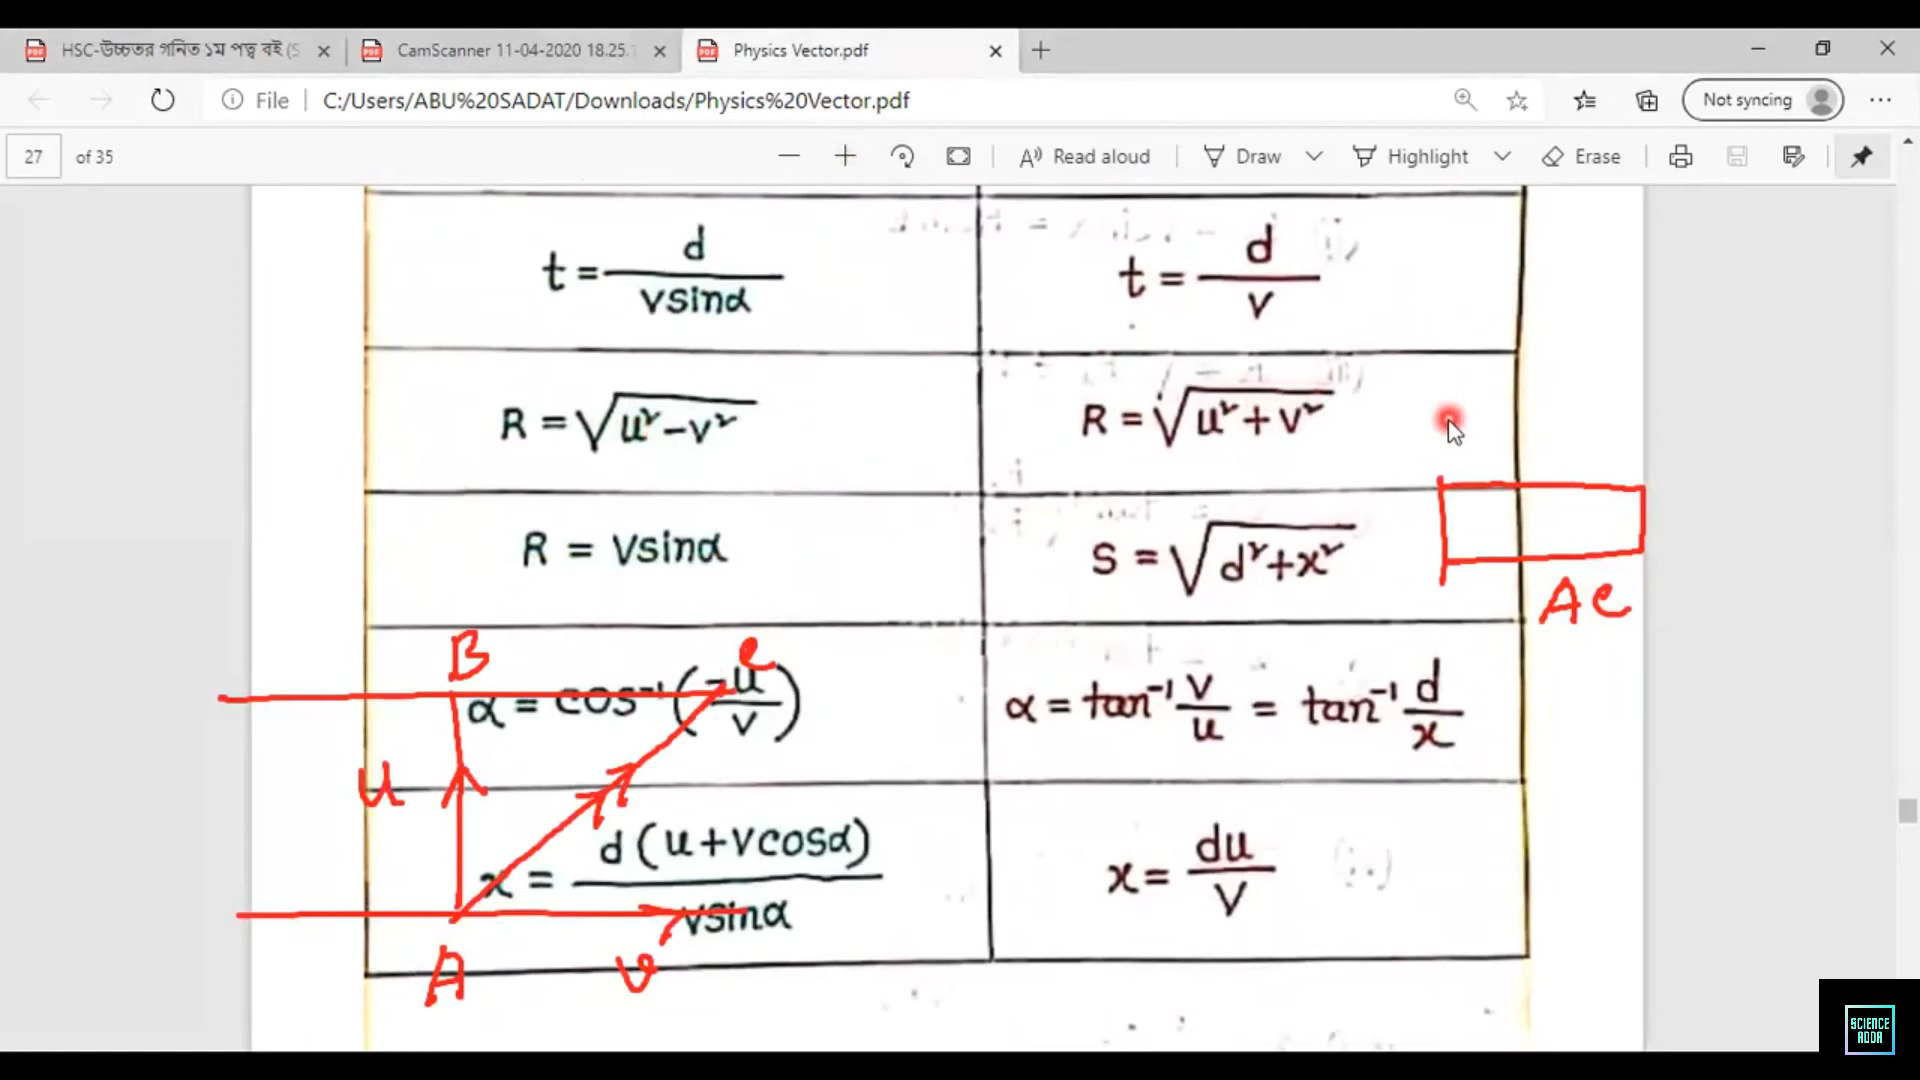 HSC-উচ্চতর গনিত ১ম পত্র বই (S
CamScanner 11-04-2020 18.25.
Physics Vector.pdf
File
C:/Users/ABU%20SADAT/Downloads/Physics%20Vector.pdf
Not syncing
27 of 35
Read aloud
Draw
Highlight
Erase
t = d / vsinα
t = d / v
R = √u² – v²
R = √u² + v²
R = vsinα
S = √d² + x²
AC
B
C
α = cos⁻¹ (-u / v)
α = tan⁻¹ v / u = tan⁻¹ d / x
u
x = d (u + vcosα) / vsinα
x = du / v
A
v
SCIENCE
ADDA